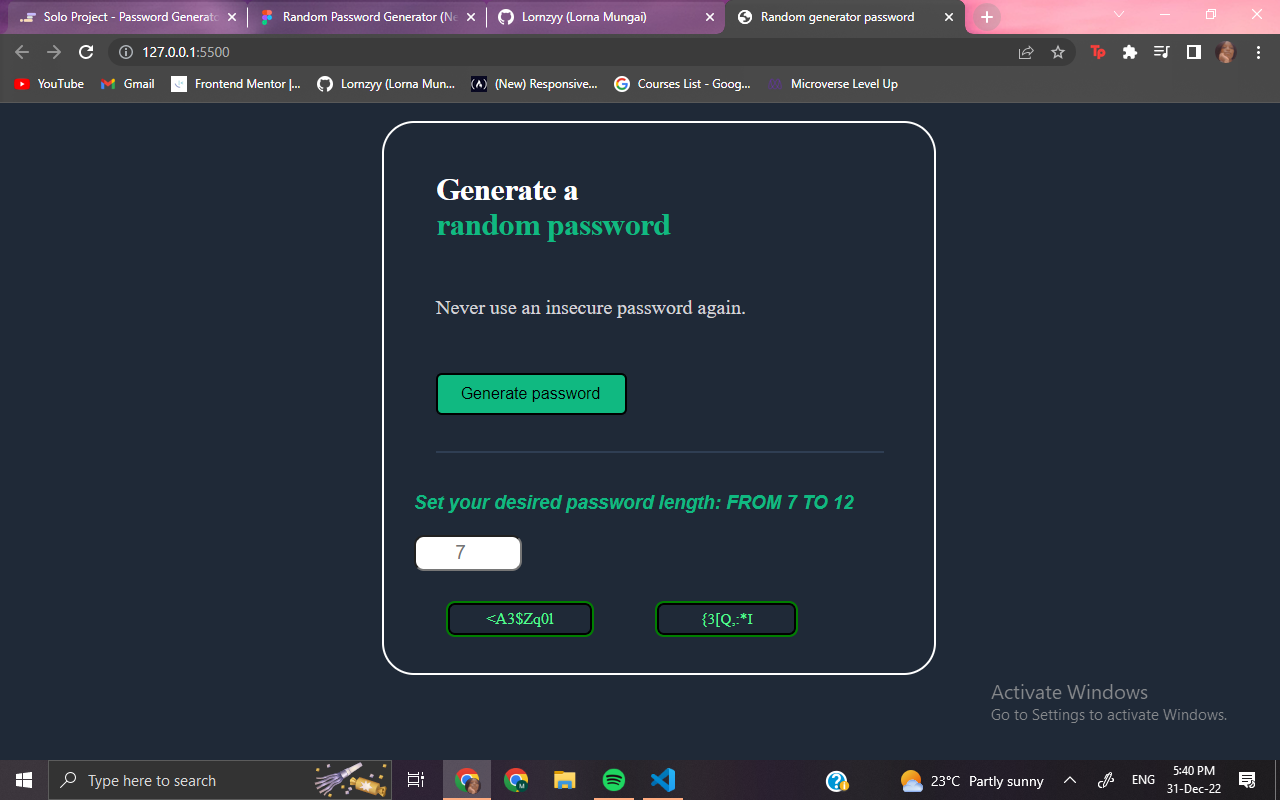 Solo Project - Password Generato
Random Password Generator (Ne
Lornzyy (Lorna Mungai)
Random generator password
127.0.0.1:5500
Tp
YouTube
Gmail
Frontend Mentor |...
Lornzyy (Lorna Mun...
(New) Responsive...
Courses List - Goog...
Microverse Level Up
Generate a
random password
Never use an insecure password again.
Generate password
Set your desired password length: FROM 7 TO 12
7
<A3$Zq0l
{3[Q,:*I
Activate Windows
Go to Settings to activate Windows.
Type here to search
23°C Partly sunny
ENG
5:40 PM
31-Dec-22